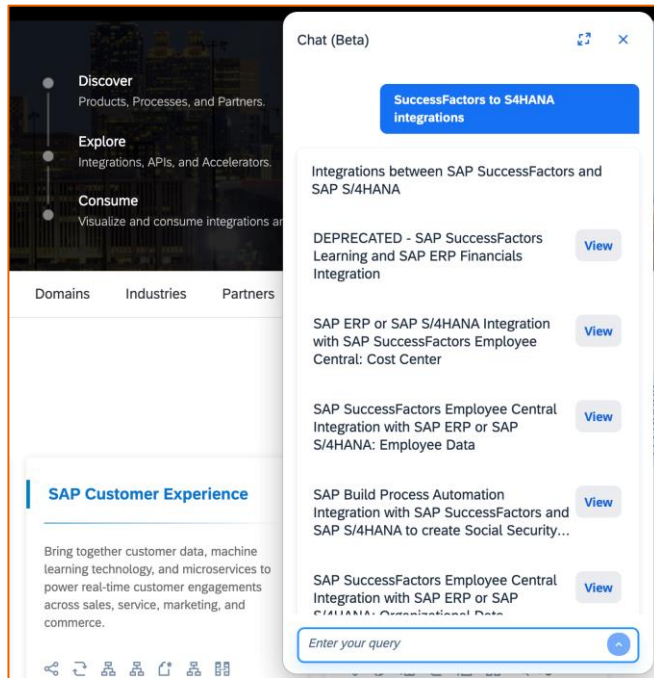 Discover
Products, Processes, and Partners.
Explore
Integrations, APIs, and Accelerators.
Consume
Visualize and consume integrations
Domains Industries Partners
SAP Customer Experience
Bring together customer data, machine
learning technology, and microservices to
power real-time customer engagements
across sales, service, marketing, and
commerce.
Chat (Beta)
SuccessFactors to S4HANA
integrations
Integrations between SAP SuccessFactors and
SAP S/4HANA
DEPRECATED - SAP SuccessFactors
Learning and SAP ERP Financials
Integration
View
SAP ERP or SAP S/4HANA Integration
with SAP SuccessFactors Employee
Central: Cost Center
View
SAP SuccessFactors Employee Central
Integration with SAP ERP or SAP
S/4HANA: Employee Data
View
SAP Build Process Automation
Integration with SAP SuccessFactors and
SAP S/4HANA to create Social Security...
View
SAP SuccessFactors Employee Central
Integration with SAP ERP or SAP
S/4HANA: Organizational Data
View
Enter your query